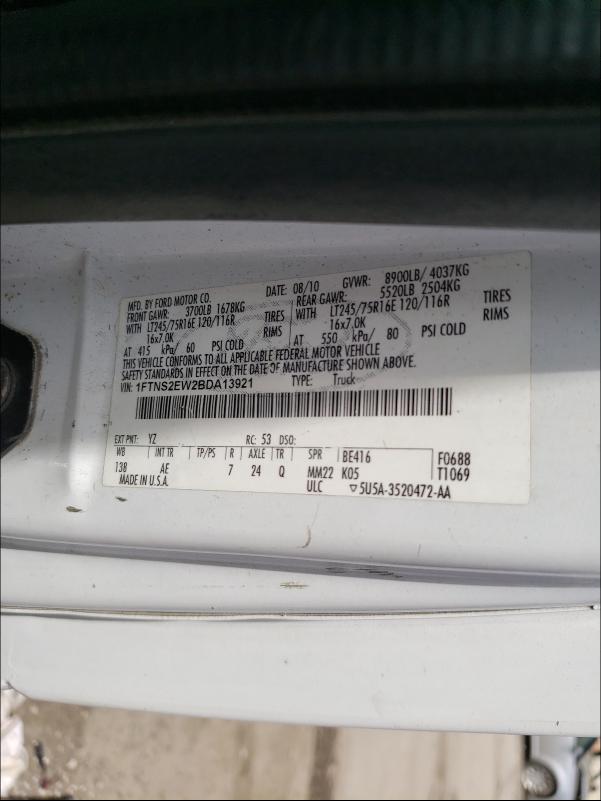 MFD. BY FORD MOTOR CO. DATE: 08/10 GVWR: 8900LB/ 4037KG
FRONT GAWR: 3700LB 1678KG REAR GAWR: 5520LB 2504KG
WITH LT245/75R16E 120/116R TIRES WITH LT245/75R16E 120/116R TIRES
16x7.0K RIMS 16x7.0K RIMS
AT 415 kPa/ 60 PSI COLD AT 550 kPa/ 80 PSI COLD
THIS VEHICLE CONFORMS TO ALL APPLICABLE FEDERAL MOTOR VEHICLE
SAFETY STANDARDS IN EFFECT ON THE DATE OF MANUFACTURE SHOWN ABOVE.
VIN: 1FTNS2EW2BDA13921 TYPE: Truck
EXT PNT: YZ RC: 53 DSO:
WB INT TR TP/PS R AXLE TR SPR BE416 F0688
138 AE 7 24 Q MM22 K05 T1069
MADE IN U.S.A. ULC ▽5U5A-3520472-AA